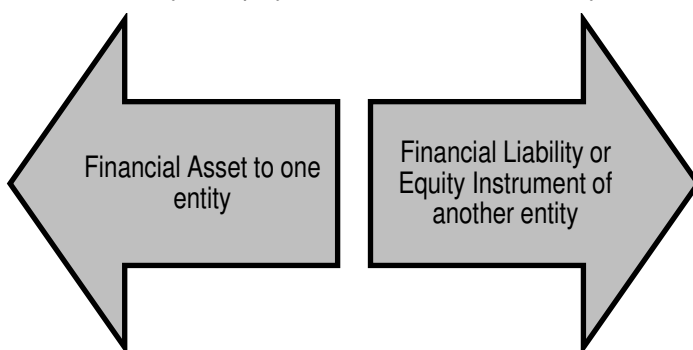 Financial Asset to one
entity
Financial Liability or
Equity Instrument of
another entity